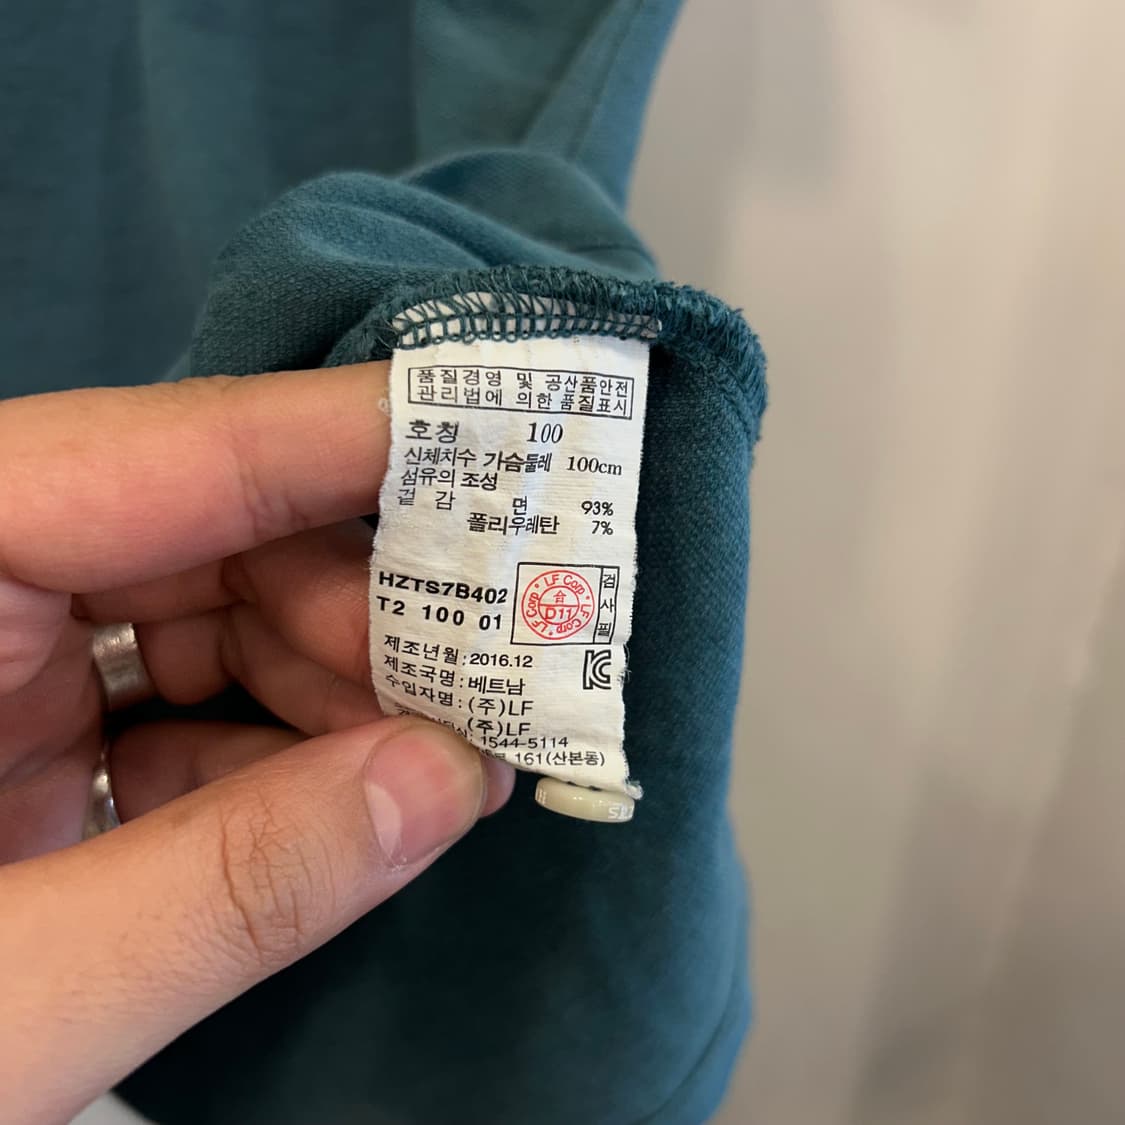 품질경영 및 공산품안전
관리법에 의한 품질표시
호칭 100
신체치수 가슴둘레 100cm
섬유의 조성
겉감 면 93%
폴리우레탄 7%
HZTS7B402
T2 100 01
LF Corp · LF Corp · LF Corp ·
合
D11
검사필
제조년월:2016.12
제조국명:베트남
수입자명:(주)LF
(주)LF
1544-5114
161(산본동)